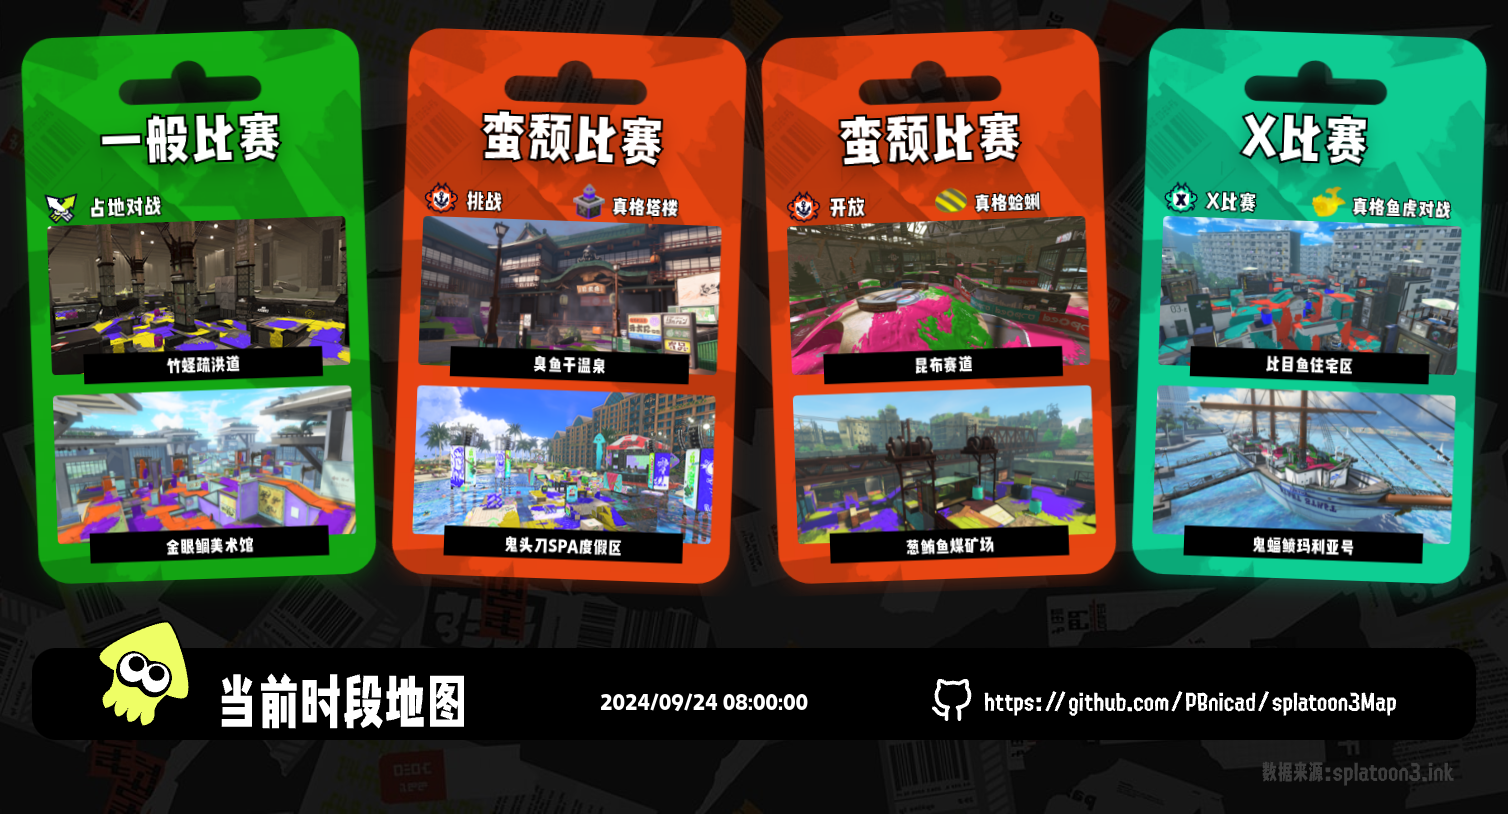 一般比赛
占地对战
竹蛏疏洪道
金眼鲷美术馆
蛮颓比赛
挑战
真格塔楼
臭鱼干温泉
鬼头刀SPA度假区
蛮颓比赛
开放
真格蛤蜊
昆布赛道
葱鲔鱼煤矿场
X比赛
X比赛
真格鱼虎对战
比目鱼住宅区
鬼蝠鲼玛利亚号
当前时段地图
2024/09/24 08:00:00
https://github.com/PBnicad/splatoon3Map
数据来源:splatoon3.ink